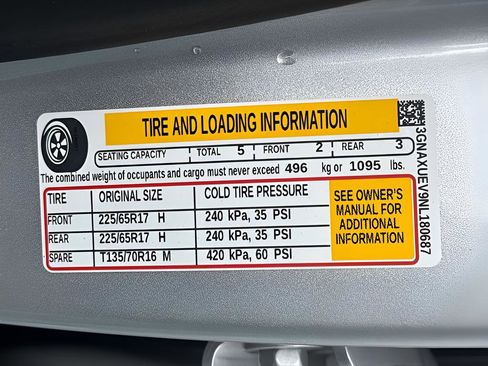 TIRE AND LOADING INFORMATION
SEATING CAPACITY TOTAL 5 FRONT 2 REAR 3
The combined weight of occupants and cargo must never exceed 496 kg or 1095 lbs.
TIRE ORIGINAL SIZE COLD TIRE PRESSURE
FRONT 225/65R17 H 240 kPa, 35 PSI
REAR 225/65R17 H 240 kPa, 35 PSI
SPARE T135/70R16 M 420 kPa, 60 PSI
SEE OWNER'S
MANUAL FOR
ADDITIONAL
INFORMATION
3GNAXUEV9NL180687